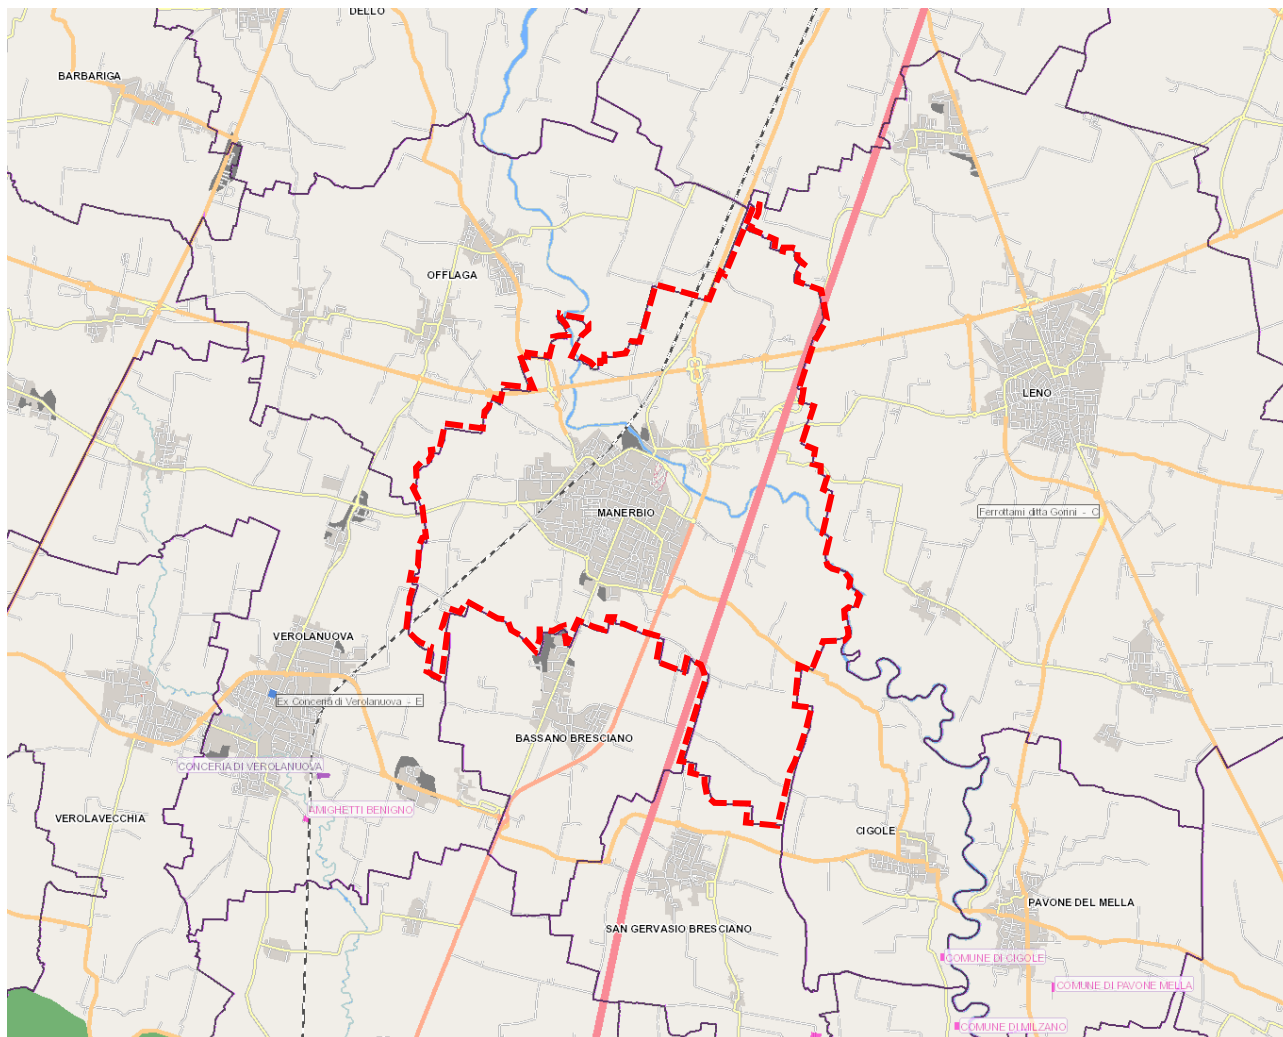 DELLO
BARBARIGA
OFFLAGA
LENO
MANERBIO
Ferrottami ditta Gorini - C
VEROLANUOVA
Ex Conceria di Verolanuova - E
BASSANO BRESCIANO
CONCERIA DI VEROLANUOVA
AMIGHETTI BENIGNO
VEROLAVECCHIA
CIGOLE
PAVONE DEL MELLA
SAN GERVASIO BRESCIANO
COMUNE DI CIGOLE
COMUNE DI PAVONE MELLA
COMUNE DI MILZANO